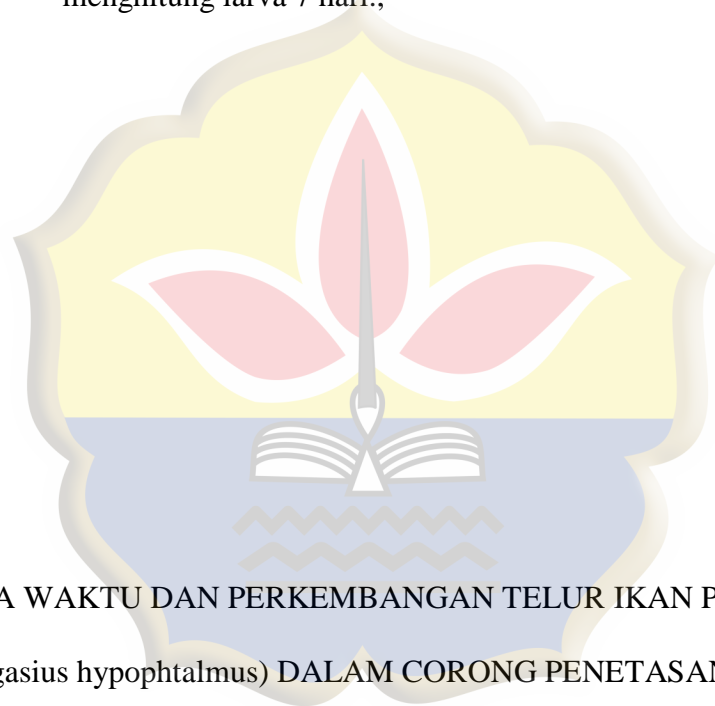 menghitung larva 7 hari.,
A WAKTU DAN PERKEMBANGAN TELUR IKAN P
gasius hypophtalmus) DALAM CORONG PENETASAN